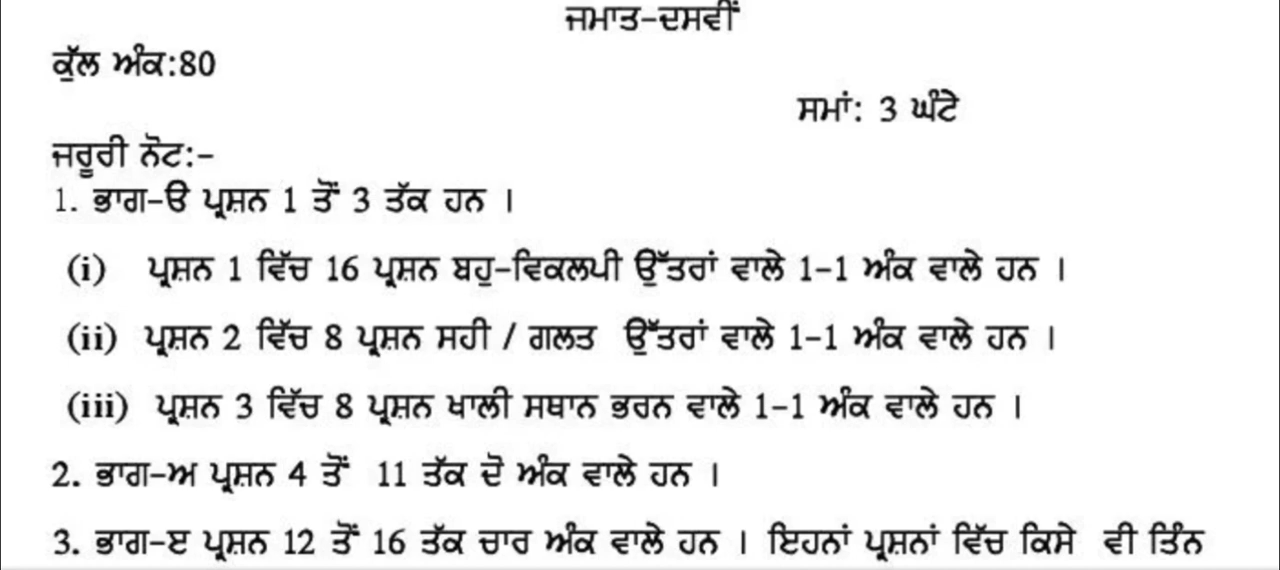 ਜਮਾਤ-ਦਸਵੀਂ
ਕੁੱਲ ਅੰਕ:80
ਸਮਾਂ: 3 ਘੰਟੇ
ਜਰੂਰੀ ਨੋਟ:-
1. ਭਾਗ-ੳ ਪ੍ਰਸ਼ਨ 1 ਤੋਂ 3 ਤੱਕ ਹਨ ।
(i) ਪ੍ਰਸ਼ਨ 1 ਵਿੱਚ 16 ਪ੍ਰਸ਼ਨ ਬਹੁ-ਵਿਕਲਪੀ ਉੱਤਰਾਂ ਵਾਲੇ 1-1 ਅੰਕ ਵਾਲੇ ਹਨ ।
(ii) ਪ੍ਰਸ਼ਨ 2 ਵਿੱਚ 8 ਪ੍ਰਸ਼ਨ ਸਹੀ / ਗਲਤ ਉੱਤਰਾਂ ਵਾਲੇ 1-1 ਅੰਕ ਵਾਲੇ ਹਨ ।
(iii) ਪ੍ਰਸ਼ਨ 3 ਵਿੱਚ 8 ਪ੍ਰਸ਼ਨ ਖਾਲੀ ਸਥਾਨ ਭਰਨ ਵਾਲੇ 1-1 ਅੰਕ ਵਾਲੇ ਹਨ ।
2. ਭਾਗ-ਅ ਪ੍ਰਸ਼ਨ 4 ਤੋਂ 11 ਤੱਕ ਦੋ ਅੰਕ ਵਾਲੇ ਹਨ ।
3. ਭਾਗ-ੲ ਪ੍ਰਸ਼ਨ 12 ਤੋਂ 16 ਤੱਕ ਚਾਰ ਅੰਕ ਵਾਲੇ ਹਨ । ਇਹਨਾਂ ਪ੍ਰਸ਼ਨਾਂ ਵਿੱਚ ਕਿਸੇ ਵੀ ਤਿੰਨ